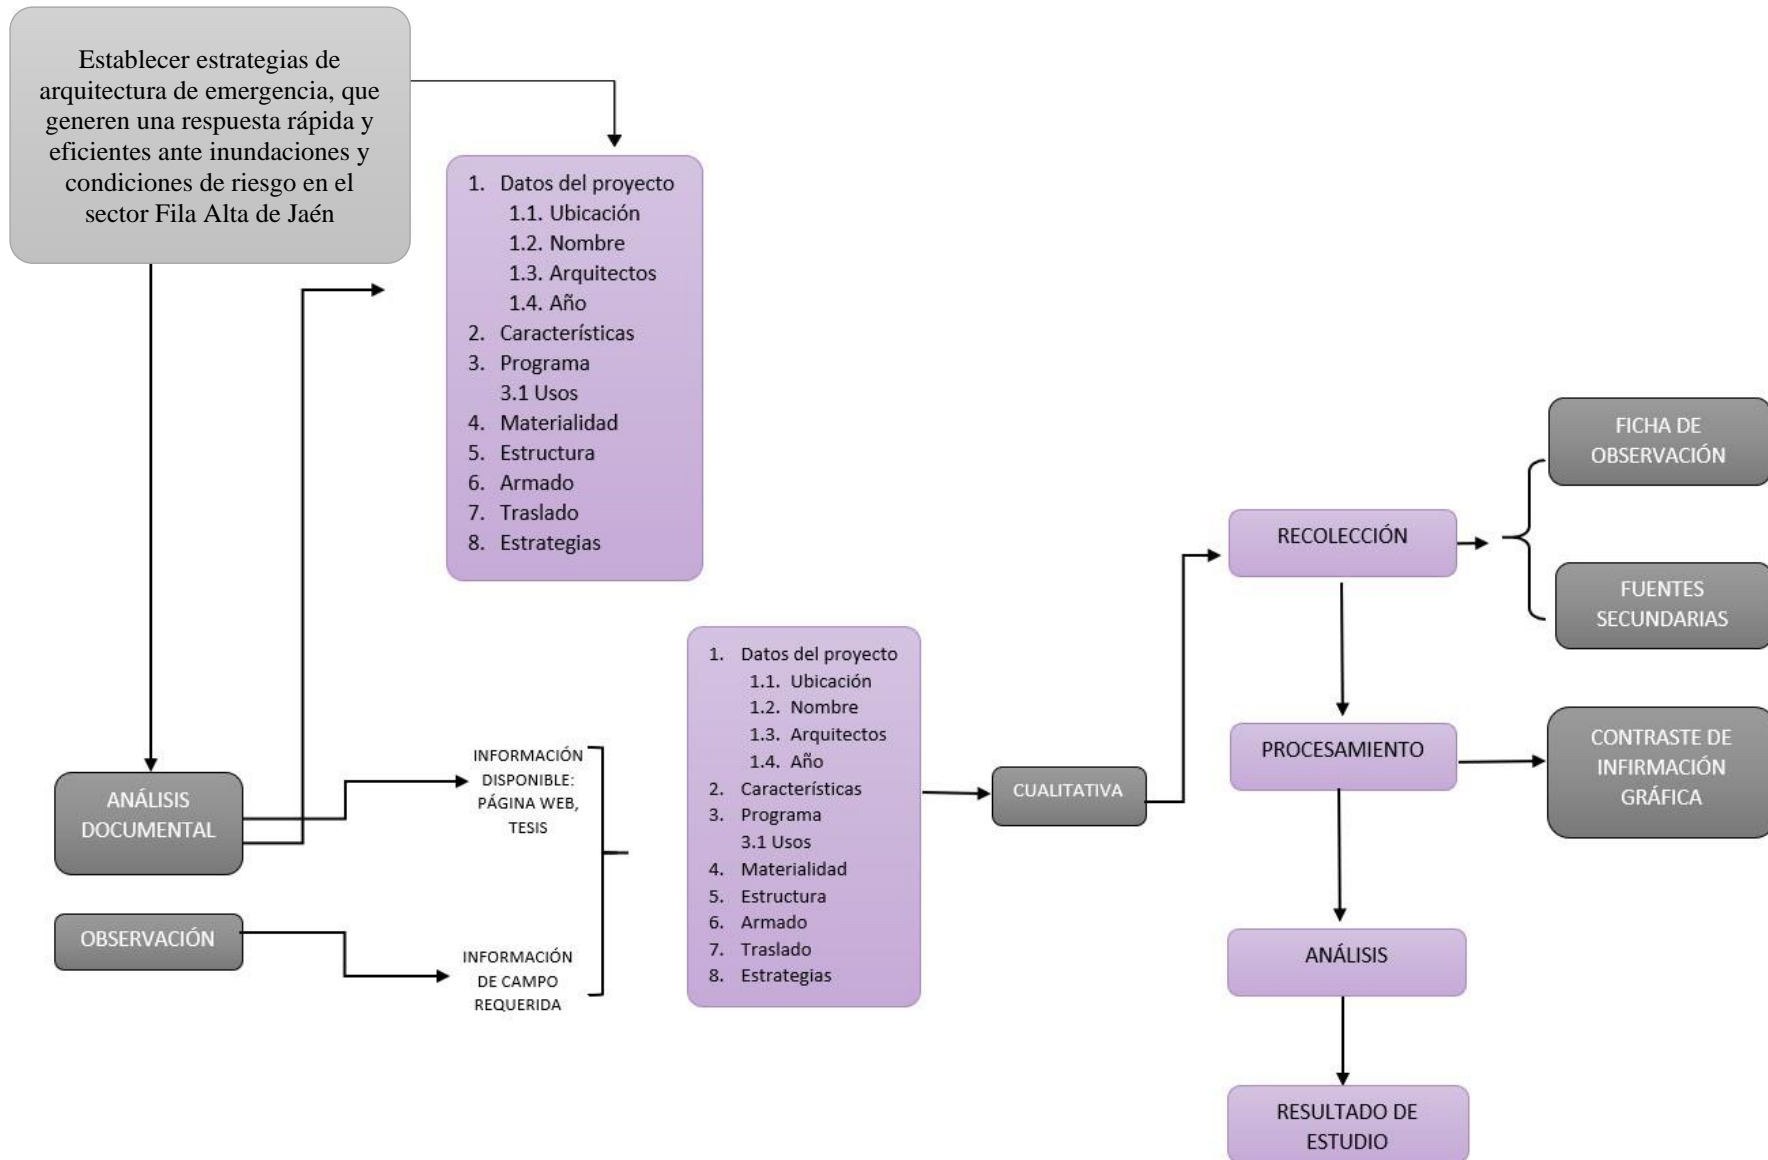 Establecer estrategias de
arquitectura de emergencia, que
generen una respuesta rápida y
eficientes ante inundaciones y
condiciones de riesgo en el
sector Fila Alta de Jaén
1. Datos del proyecto
1.1. Ubicación
1.2. Nombre
1.3. Arquitectos
1.4. Año
2. Características
3. Programa
3.1 Usos
4. Materialidad
5. Estructura
6. Armado
7. Traslado
8. Estrategias
ANÁLISIS
DOCUMENTAL
OBSERVACIÓN
INFORMACIÓN
DISPONIBLE:
PÁGINA WEB,
TESIS
INFORMACIÓN
DE CAMPO
REQUERIDA
1. Datos del proyecto
1.1. Ubicación
1.2. Nombre
1.3. Arquitectos
1.4. Año
2. Características
3. Programa
3.1 Usos
4. Materialidad
5. Estructura
6. Armado
7. Traslado
8. Estrategias
CUALITATIVA
RECOLECCIÓN
FICHA DE
OBSERVACIÓN
FUENTES
SECUNDARIAS
PROCESAMIENTO
CONTRASTE DE
INFIRMACIÓN
GRÁFICA
ANÁLISIS
RESULTADO DE
ESTUDIO